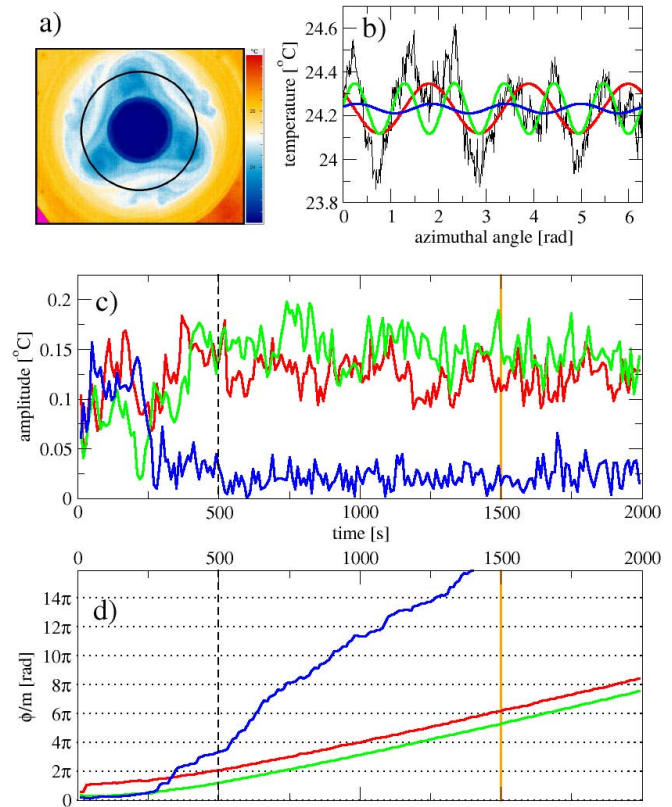 a)
°C
26
24
b)
temperature [°C]
24.6
24.4
24.2
24
23.8
0 1 2 3 4 5 6
azimuthal angle [rad]
c)
amplitude [°C]
0.2
0.15
0.1
0.05
0
0 500 1000 1500 2000
time [s]
0 500 1000 1500 2000
d)
ϕ/m [rad]
14π
12π
10π
8π
6π
4π
2π
0